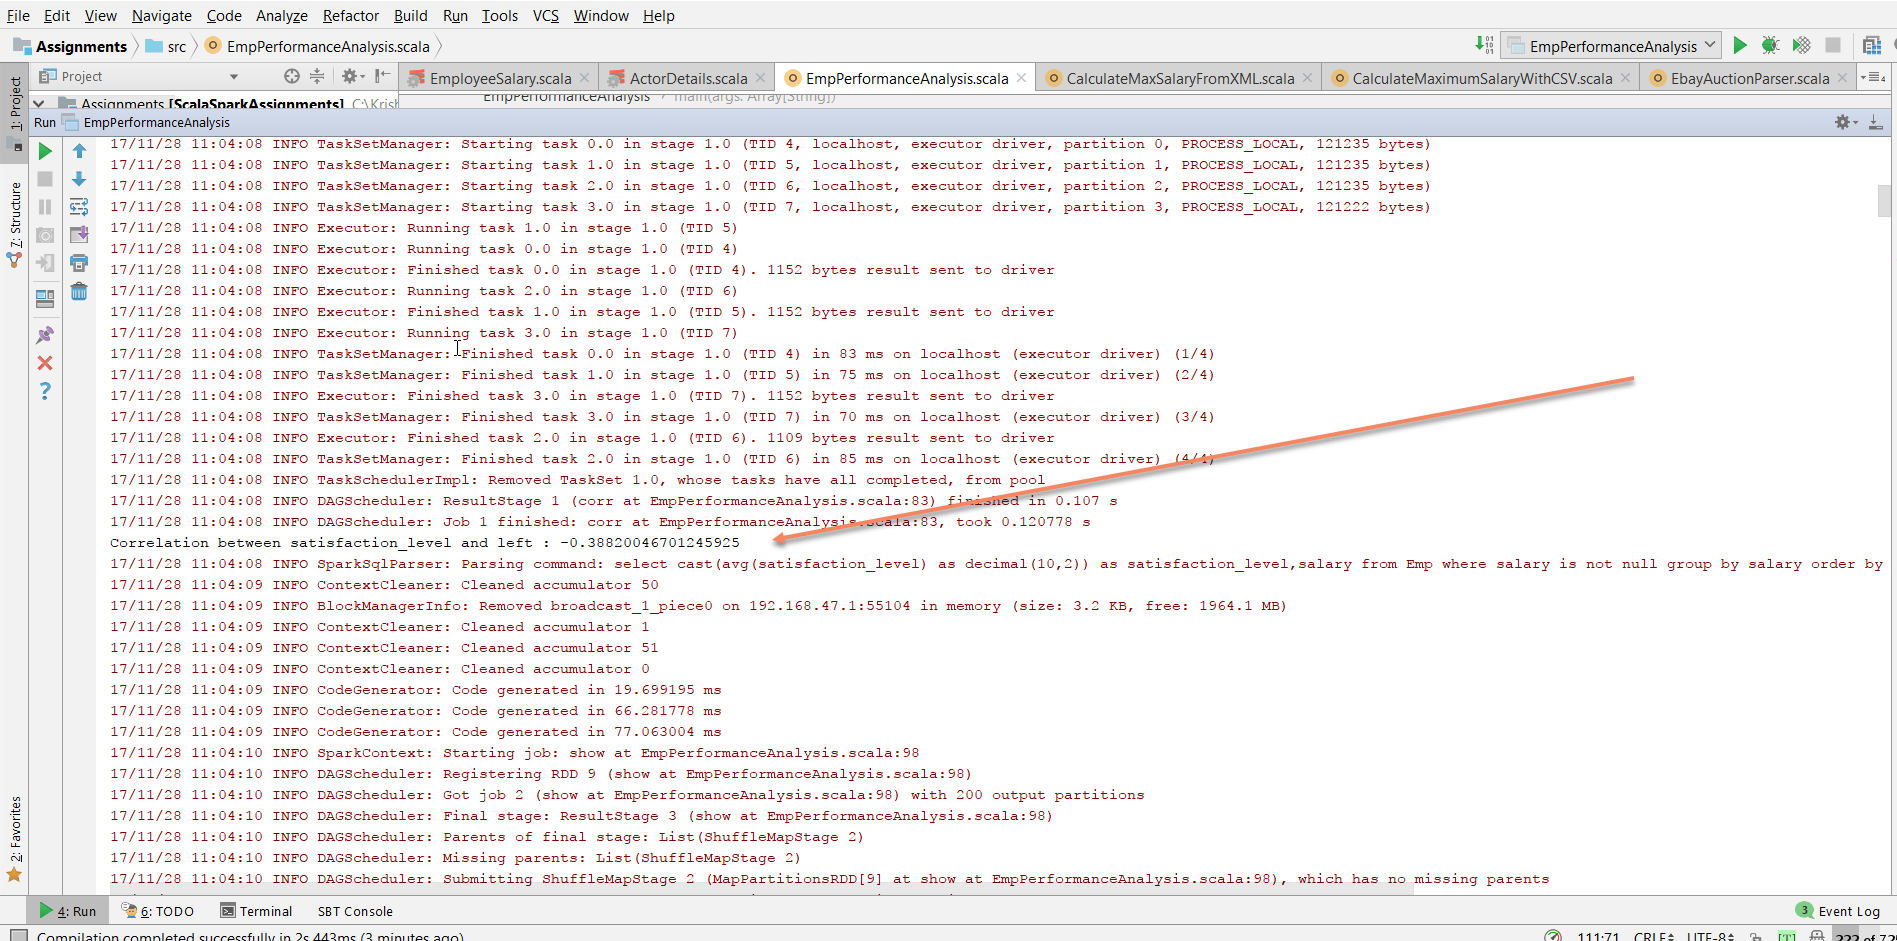 File Edit View Navigate Code Analyze Refactor Build Run Tools VCS Window Help
Assignments src EmpPerformanceAnalysis.scala EmpPerformanceAnalysis
Project EmployeeSalary.scala ActorDetails.scala EmpPerformanceAnalysis.scala CalculateMaxSalaryFromXML.scala CalculateMaximumSalaryWithCSV.scala EbayAuctionParser.scala
Assignments [ScalaSparkAssignments] C:\Krish EmpPerformanceAnalysis main(args: Array[String])
Run EmpPerformanceAnalysis
1: Project
7: Structure
2: Favorites
17/11/28 11:04:08 INFO TaskSetManager: Starting task 0.0 in stage 1.0 (TID 4, localhost, executor driver, partition 0, PROCESS_LOCAL, 121235 bytes)
17/11/28 11:04:08 INFO TaskSetManager: Starting task 1.0 in stage 1.0 (TID 5, localhost, executor driver, partition 1, PROCESS_LOCAL, 121235 bytes)
17/11/28 11:04:08 INFO TaskSetManager: Starting task 2.0 in stage 1.0 (TID 6, localhost, executor driver, partition 2, PROCESS_LOCAL, 121235 bytes)
17/11/28 11:04:08 INFO TaskSetManager: Starting task 3.0 in stage 1.0 (TID 7, localhost, executor driver, partition 3, PROCESS_LOCAL, 121222 bytes)
17/11/28 11:04:08 INFO Executor: Running task 1.0 in stage 1.0 (TID 5)
17/11/28 11:04:08 INFO Executor: Running task 0.0 in stage 1.0 (TID 4)
17/11/28 11:04:08 INFO Executor: Finished task 0.0 in stage 1.0 (TID 4). 1152 bytes result sent to driver
17/11/28 11:04:08 INFO Executor: Running task 2.0 in stage 1.0 (TID 6)
17/11/28 11:04:08 INFO Executor: Finished task 1.0 in stage 1.0 (TID 5). 1152 bytes result sent to driver
17/11/28 11:04:08 INFO Executor: Running task 3.0 in stage 1.0 (TID 7)
17/11/28 11:04:08 INFO TaskSetManager: Finished task 0.0 in stage 1.0 (TID 4) in 83 ms on localhost (executor driver) (1/4)
17/11/28 11:04:08 INFO TaskSetManager: Finished task 1.0 in stage 1.0 (TID 5) in 75 ms on localhost (executor driver) (2/4)
17/11/28 11:04:08 INFO Executor: Finished task 3.0 in stage 1.0 (TID 7). 1152 bytes result sent to driver
17/11/28 11:04:08 INFO TaskSetManager: Finished task 3.0 in stage 1.0 (TID 7) in 70 ms on localhost (executor driver) (3/4)
17/11/28 11:04:08 INFO Executor: Finished task 2.0 in stage 1.0 (TID 6). 1109 bytes result sent to driver
17/11/28 11:04:08 INFO TaskSetManager: Finished task 2.0 in stage 1.0 (TID 6) in 85 ms on localhost (executor driver) (4/4)
17/11/28 11:04:08 INFO TaskSchedulerImpl: Removed TaskSet 1.0, whose tasks have all completed, from pool
17/11/28 11:04:08 INFO DAGScheduler: ResultStage 1 (corr at EmpPerformanceAnalysis.scala:83) finished in 0.107 s
17/11/28 11:04:08 INFO DAGScheduler: Job 1 finished: corr at EmpPerformanceAnalysis.scala:83, took 0.120778 s
Correlation between satisfaction_level and left : -0.38820046701245925
17/11/28 11:04:08 INFO SparkSqlParser: Parsing command: select cast(avg(satisfaction_level) as decimal(10,2)) as satisfaction_level,salary from Emp where salary is not null group by salary order by
17/11/28 11:04:09 INFO ContextCleaner: Cleaned accumulator 50
17/11/28 11:04:09 INFO BlockManagerInfo: Removed broadcast_1_piece0 on 192.168.47.1:55104 in memory (size: 3.2 KB, free: 1964.1 MB)
17/11/28 11:04:09 INFO ContextCleaner: Cleaned accumulator 1
17/11/28 11:04:09 INFO ContextCleaner: Cleaned accumulator 51
17/11/28 11:04:09 INFO ContextCleaner: Cleaned accumulator 0
17/11/28 11:04:09 INFO CodeGenerator: Code generated in 19.699195 ms
17/11/28 11:04:09 INFO CodeGenerator: Code generated in 66.281778 ms
17/11/28 11:04:09 INFO CodeGenerator: Code generated in 77.063004 ms
17/11/28 11:04:10 INFO SparkContext: Starting job: show at EmpPerformanceAnalysis.scala:98
17/11/28 11:04:10 INFO DAGScheduler: Registering RDD 9 (show at EmpPerformanceAnalysis.scala:98)
17/11/28 11:04:10 INFO DAGScheduler: Got job 2 (show at EmpPerformanceAnalysis.scala:98) with 200 output partitions
17/11/28 11:04:10 INFO DAGScheduler: Final stage: ResultStage 3 (show at EmpPerformanceAnalysis.scala:98)
17/11/28 11:04:10 INFO DAGScheduler: Parents of final stage: List(ShuffleMapStage 2)
17/11/28 11:04:10 INFO DAGScheduler: Missing parents: List(ShuffleMapStage 2)
17/11/28 11:04:10 INFO DAGScheduler: Submitting ShuffleMapStage 2 (MapPartitionsRDD[9] at show at EmpPerformanceAnalysis.scala:98), which has no missing parents
4: Run 6: TODO Terminal SBT Console 3 Event Log
Compilation completed successfully in 2s 443ms (3 minutes ago) 111:71 CRLF UTF-8